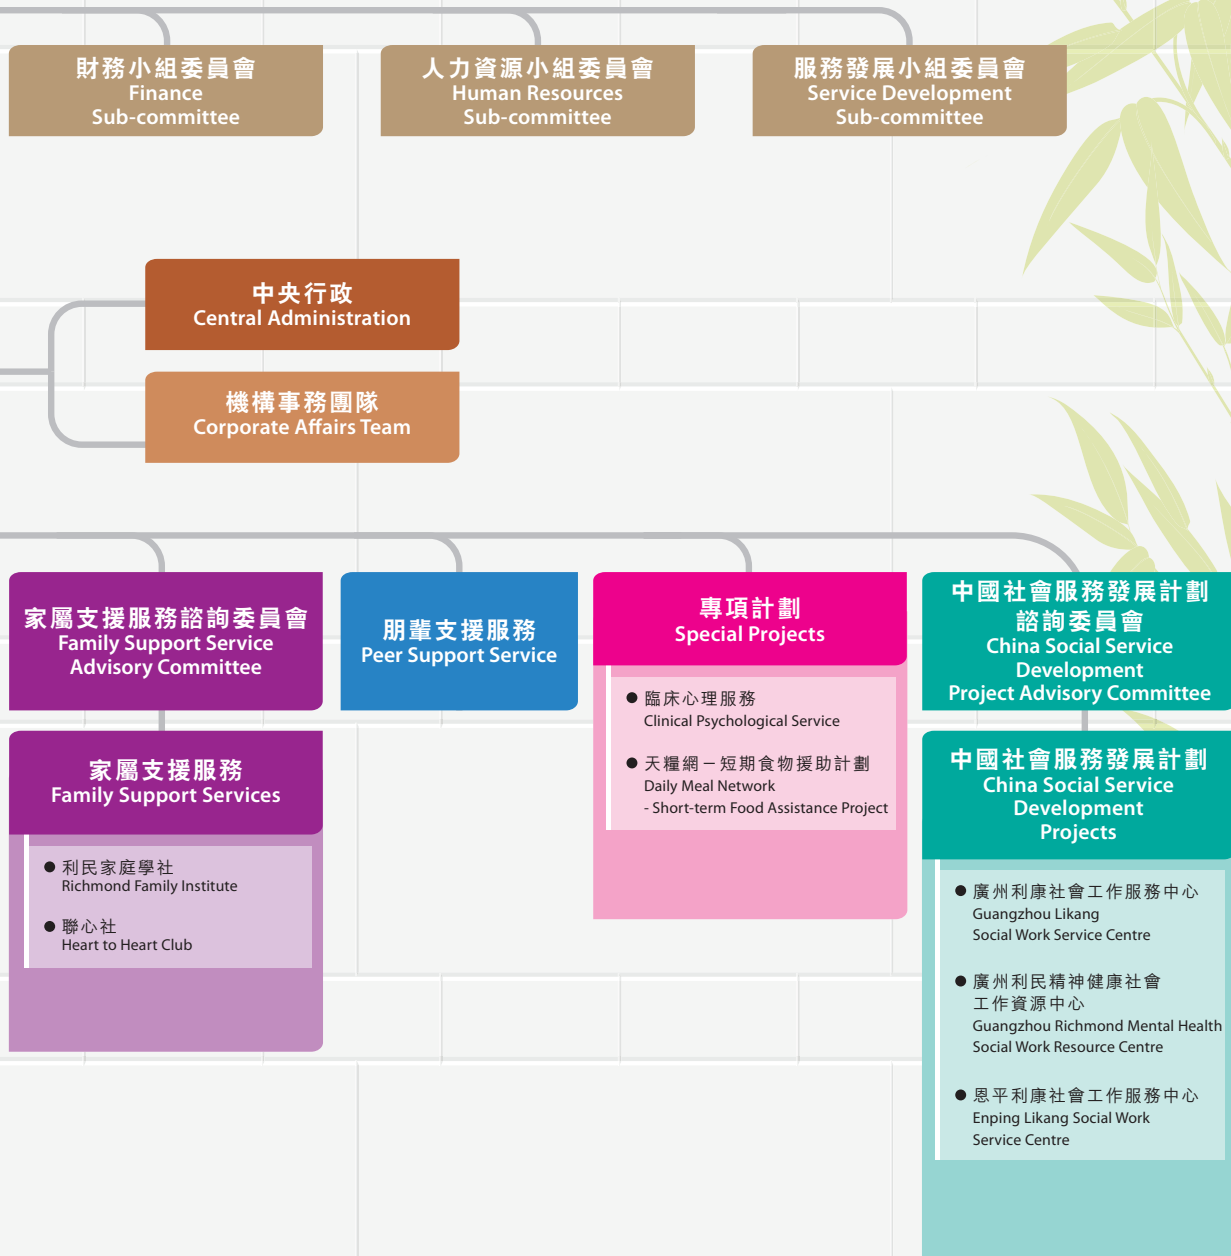 財務小組委員會
Finance
Sub-committee
人力資源小組委員會
Human Resources
Sub-committee
服務發展小組委員會
Service Development
Sub-committee
中央行政
Central Administration
機構事務團隊
Corporate Affairs Team
家屬支援服務諮詢委員會
Family Support Service
Advisory Committee
家屬支援服務
Family Support Services
● 利民家庭學社
Richmond Family Institute
● 聯心社
Heart to Heart Club
朋輩支援服務
Peer Support Service
專項計劃
Special Projects
● 臨床心理服務
Clinical Psychological Service
● 天糧網－短期食物援助計劃
Daily Meal Network
- Short-term Food Assistance Project
中國社會服務發展計劃
諮詢委員會
China Social Service
Development
Project Advisory Committee
中國社會服務發展計劃
China Social Service
Development
Projects
● 廣州利康社會工作服務中心
Guangzhou Likang
Social Work Service Centre
● 廣州利民精神健康社會
工作資源中心
Guangzhou Richmond Mental Health
Social Work Resource Centre
● 恩平利康社會工作服務中心
Enping Likang Social Work
Service Centre